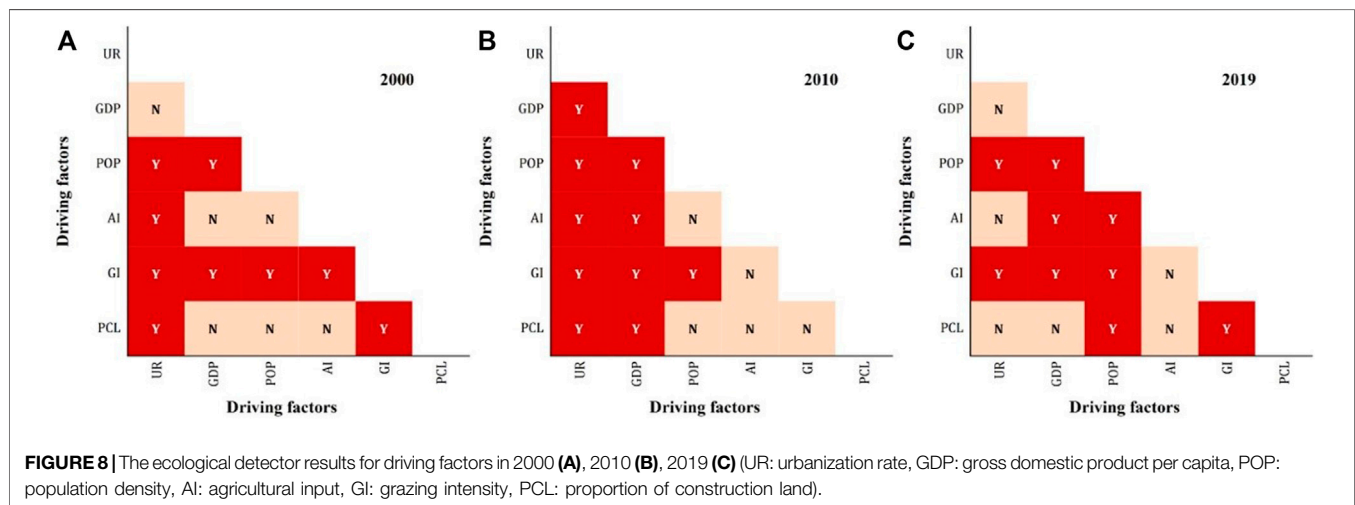 A
2000
Driving factors
UR
GDP
N
POP
Y Y
AI
Y N N
GI
Y Y Y Y
PCL
Y N N N Y
UR GDP POP AI GI PCL
Driving factors
B
2010
Driving factors
UR
GDP
Y
POP
Y Y
AI
Y Y N
GI
Y Y Y N
PCL
Y Y N N N
UR GDP POP AI GI PCL
Driving factors
C
2019
Driving factors
UR
GDP
N
POP
Y Y
AI
N Y Y
GI
Y Y Y N
PCL
N N Y N Y
UR GDP POP AI GI PCL
Driving factors
FIGURE 8 | The ecological detector results for driving factors in 2000 (A), 2010 (B), 2019 (C) (UR: urbanization rate, GDP: gross domestic product per capita, POP:
population density, AI: agricultural input, GI: grazing intensity, PCL: proportion of construction land).